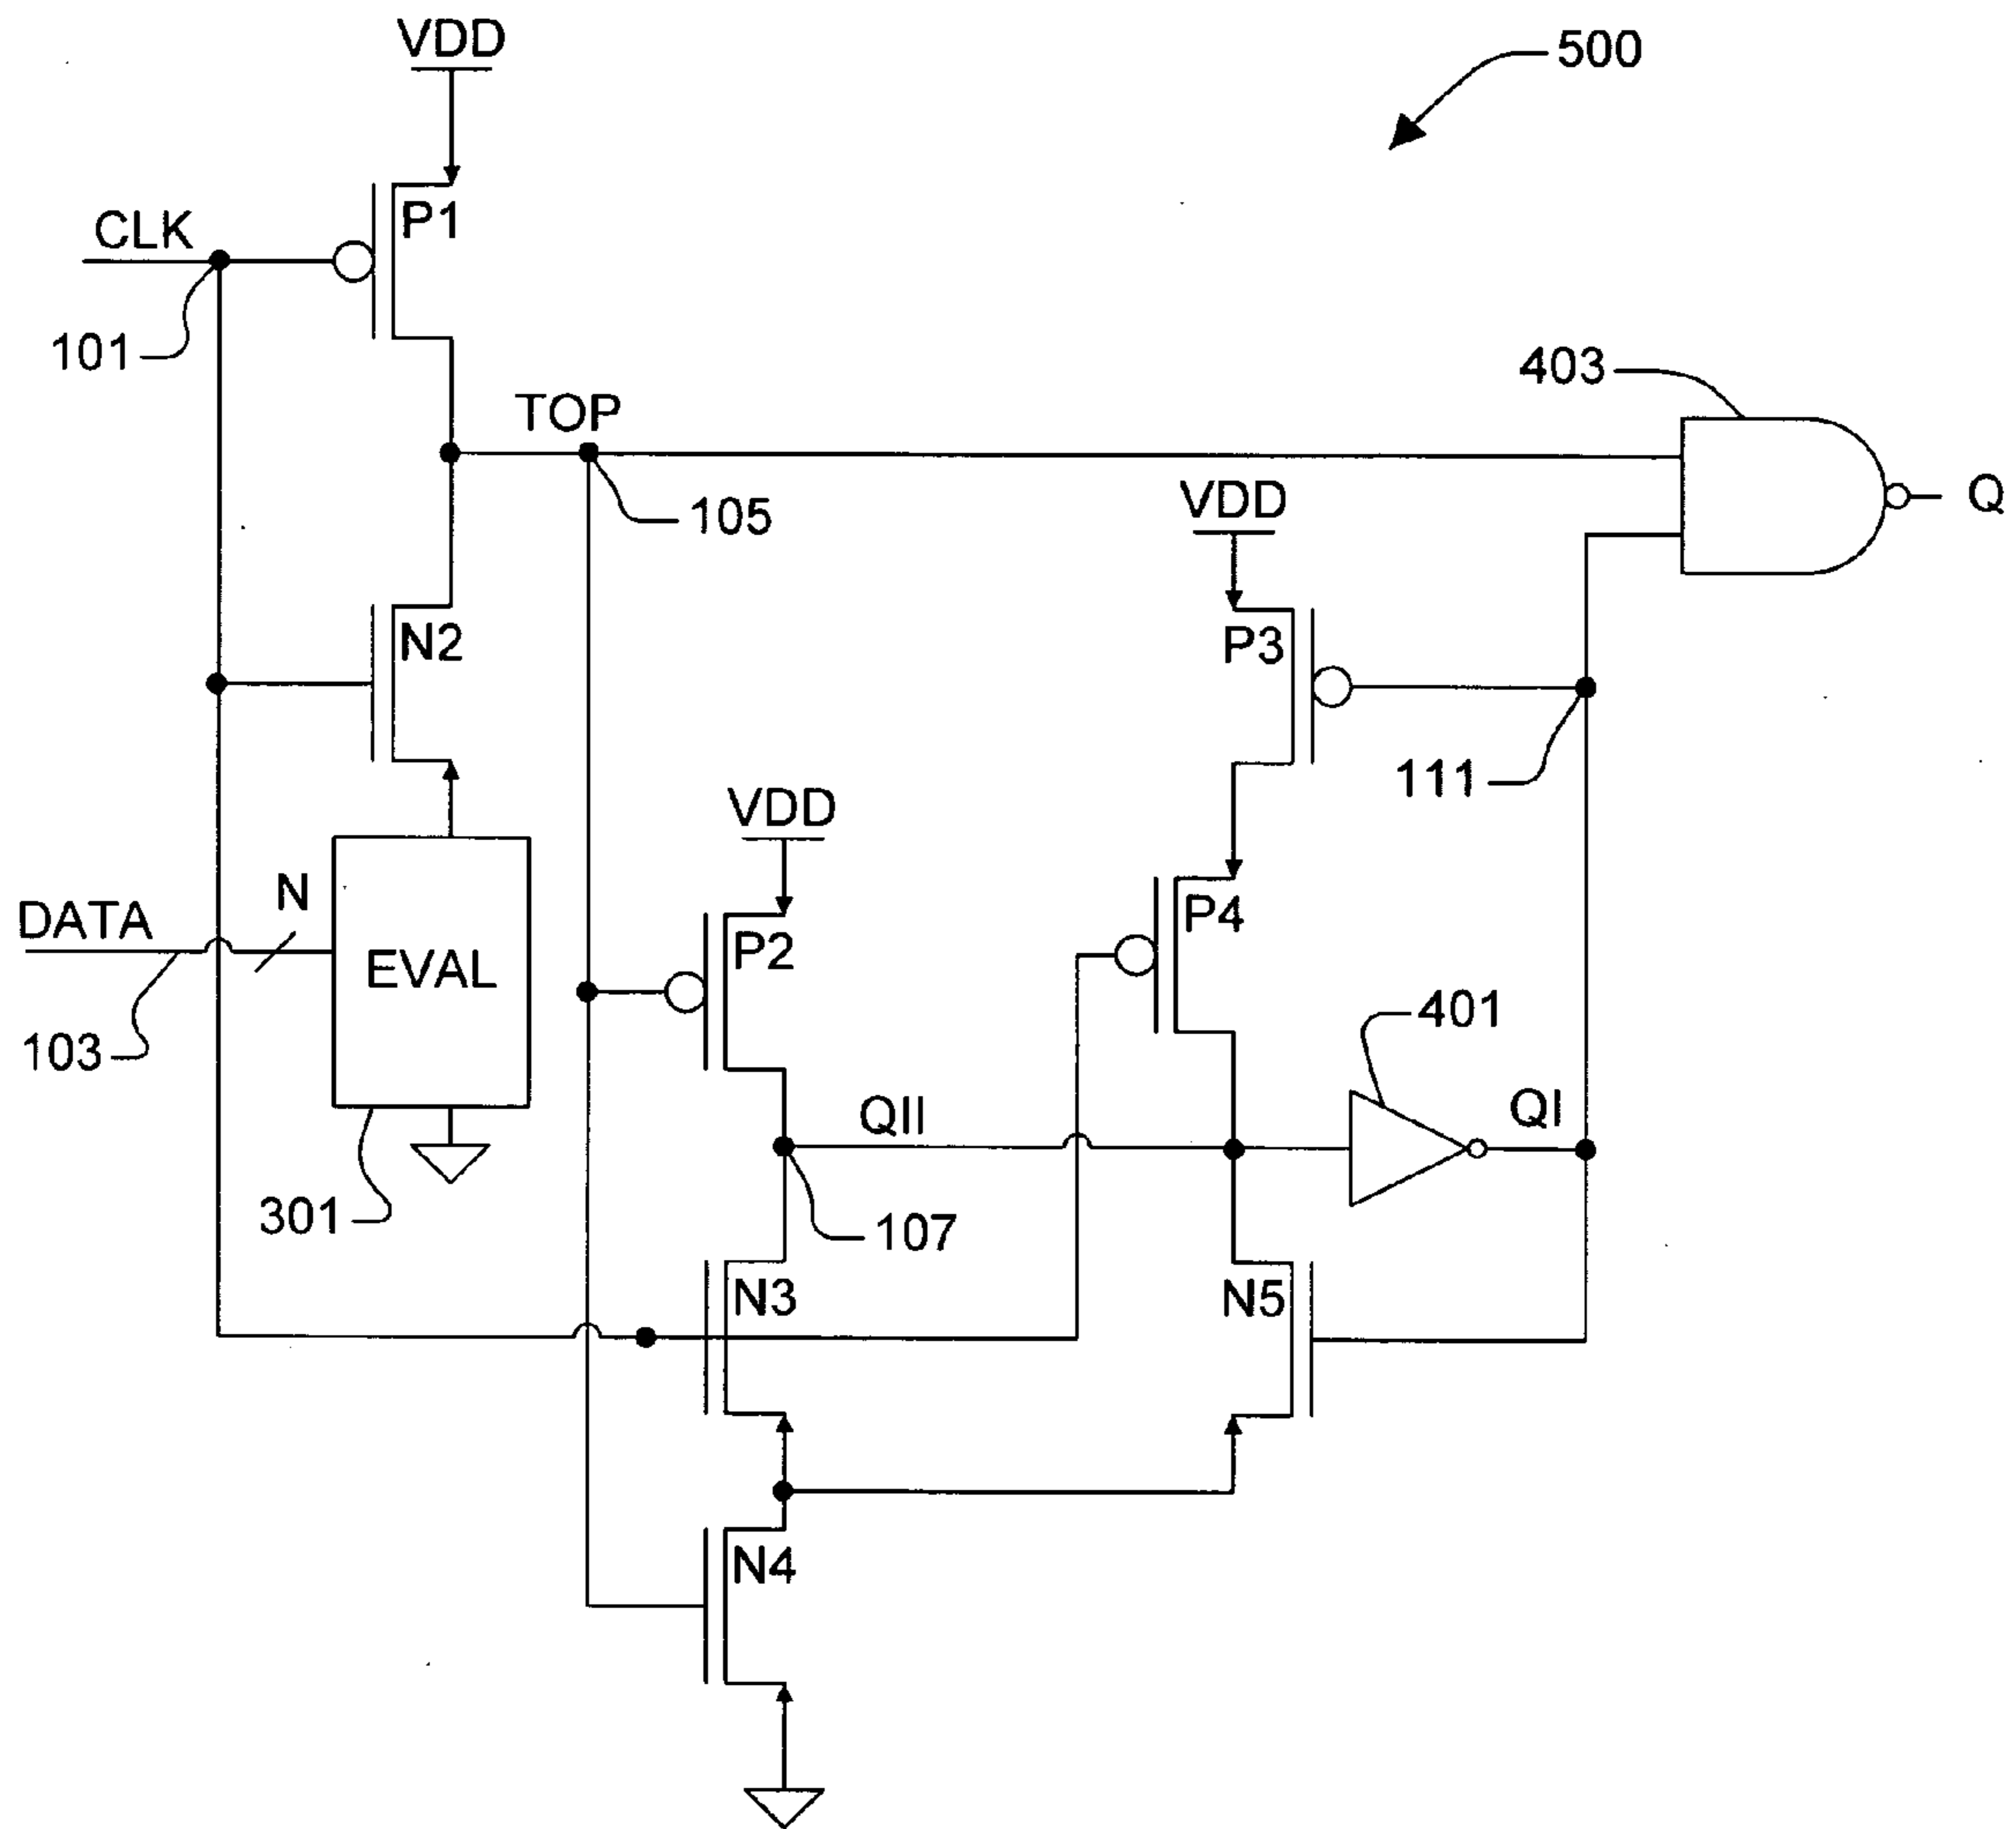 VDD
500
P1
CLK
101
403
TOP
105
VDD
Q
N2
P3
111
VDD
N
DATA
P2
P4
EVAL
401
103
QII
QI
301
107
N3
N5
N4